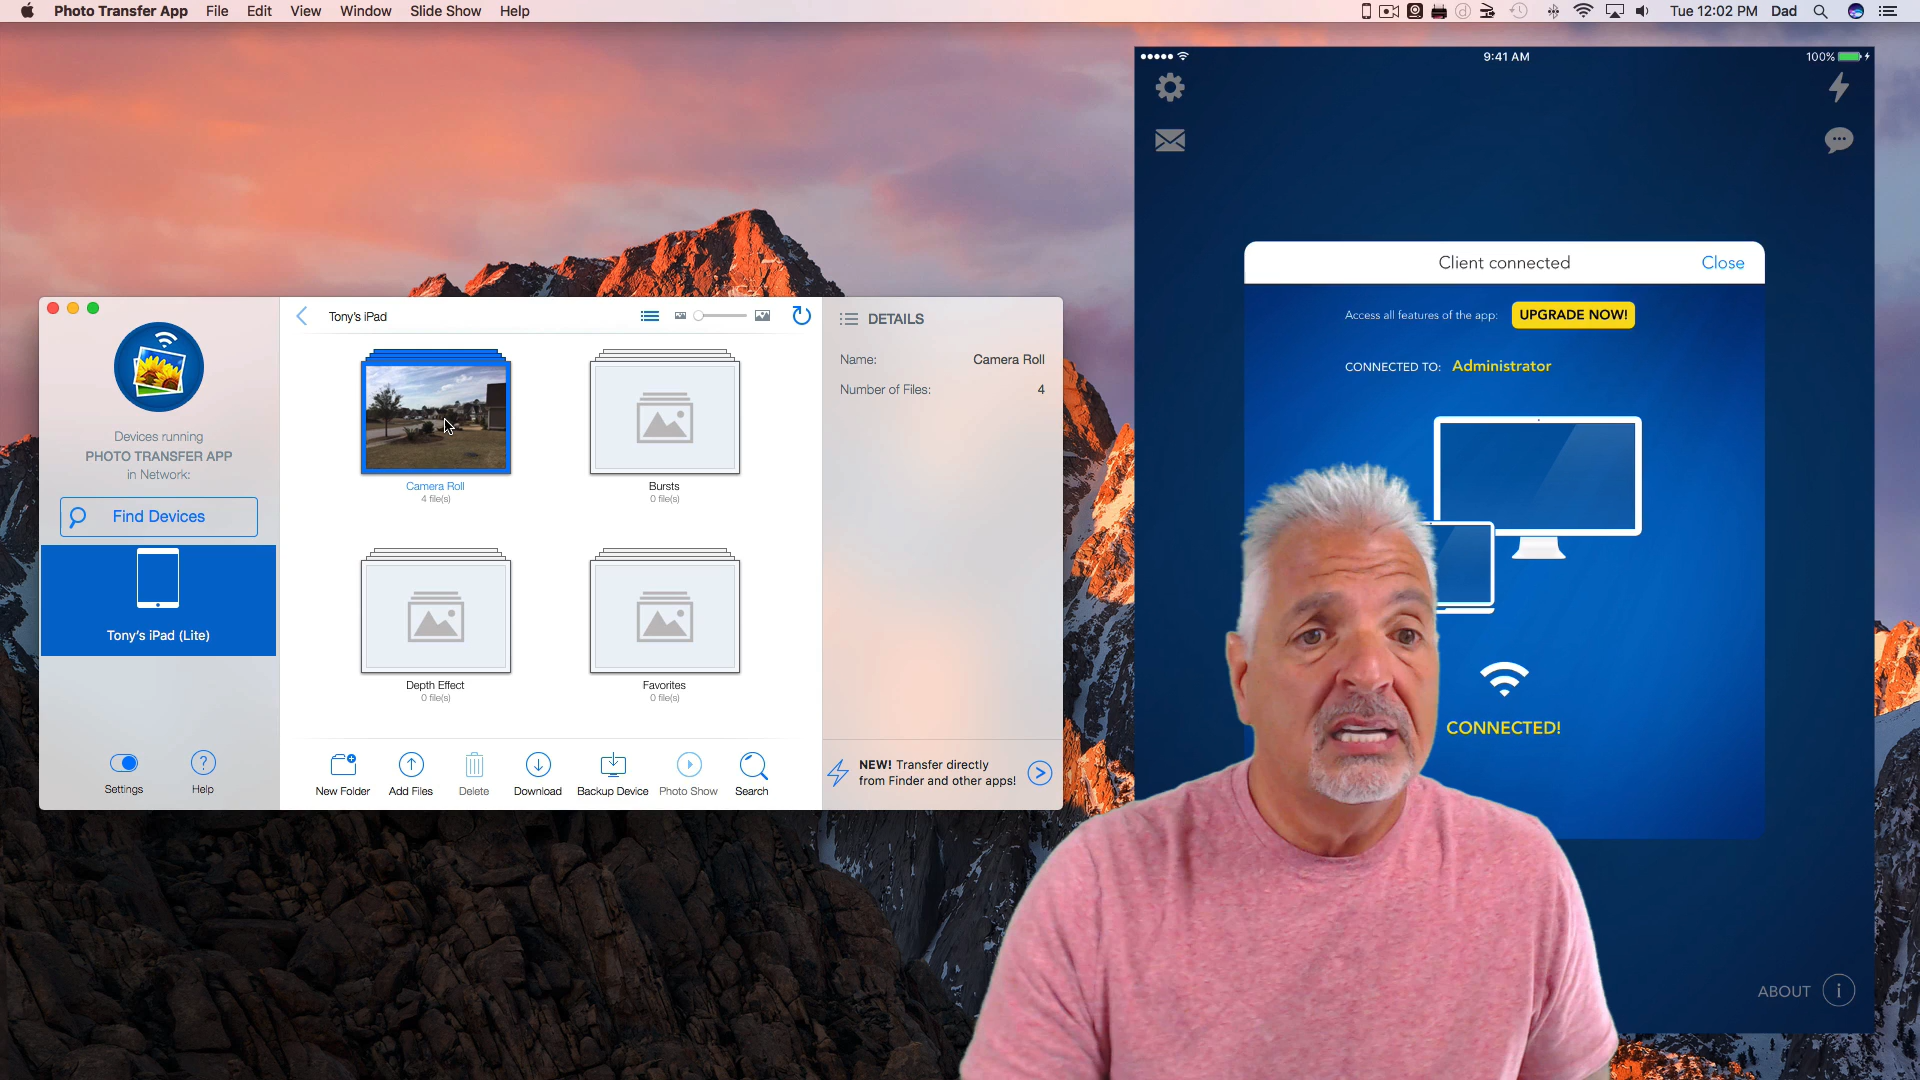 Photo Transfer App File Edit View Window Slide Show Help
Tue 12:02 PM Dad
9:41 AM
100%
Client connected
Close
Access all features of the app: UPGRADE NOW!
CONNECTED TO: Administrator
CONNECTED!
ABOUT
Devices running
PHOTO TRANSFER APP
in Network:
Find Devices
Tony's iPad (Lite)
Settings
Help
Tony's iPad
Camera Roll
4 file(s)
Bursts
0 file(s)
Depth Effect
0 file(s)
Favorites
0 file(s)
New Folder
Add Files
Delete
Download
Backup Device
Photo Show
Search
DETAILS
Name: Camera Roll
Number of Files: 4
NEW! Transfer directly
from Finder and other apps!